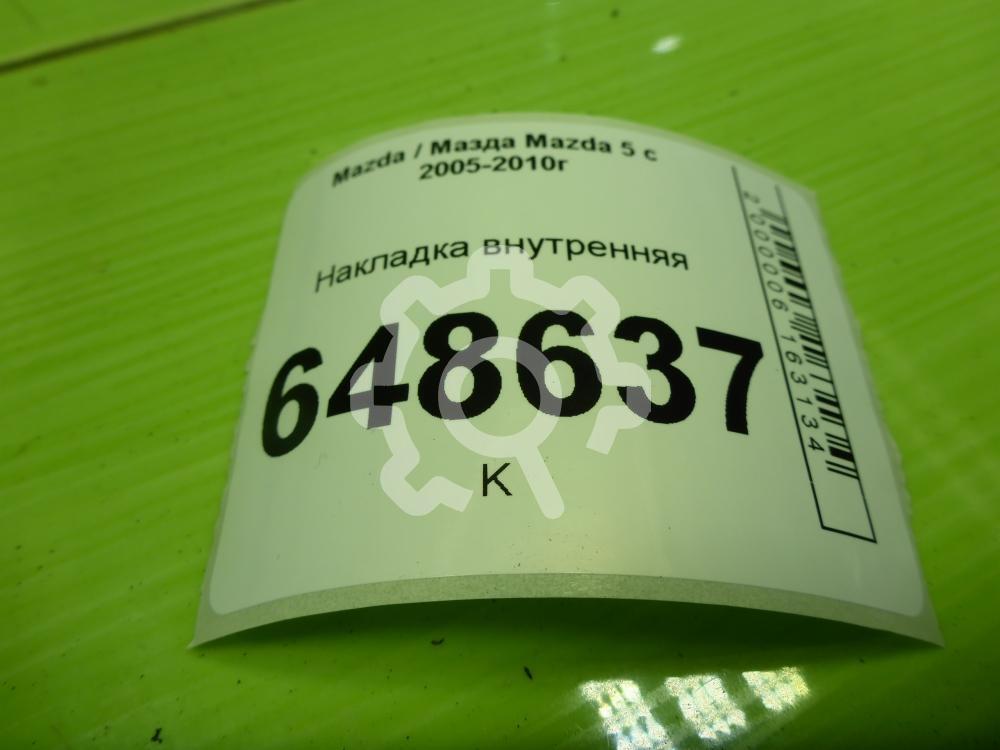 Mazda / Мазда Mazda 5 с
2005-2010г
Накладка внутренняя
648637
К
2000006163134